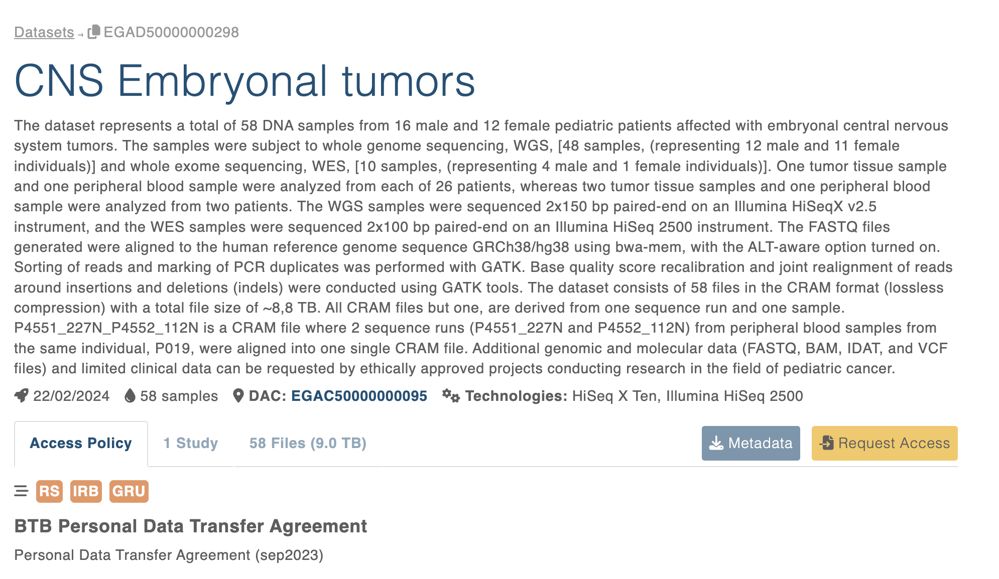 Datasets → EGAD50000000298
CNS Embryonal tumors
The dataset represents a total of 58 DNA samples from 16 male and 12 female pediatric patients affected with embryonal central nervous
system tumors. The samples were subject to whole genome sequencing, WGS, [48 samples, (representing 12 male and 11 female
individuals)] and whole exome sequencing, WES, [10 samples, (representing 4 male and 1 female individuals)]. One tumor tissue sample
and one peripheral blood sample were analyzed from each of 26 patients, whereas two tumor tissue samples and one peripheral blood
sample were analyzed from two patients. The WGS samples were sequenced 2x150 bp paired-end on an Illumina HiSeqX v2.5
instrument, and the WES samples were sequenced 2x100 bp paired-end on an Illumina HiSeq 2500 instrument. The FASTQ files
generated were aligned to the human reference genome sequence GRCh38/hg38 using bwa-mem, with the ALT-aware option turned on.
Sorting of reads and marking of PCR duplicates was performed with GATK. Base quality score recalibration and joint realignment of reads
around insertions and deletions (indels) were conducted using GATK tools. The dataset consists of 58 files in the CRAM format (lossless
compression) with a total file size of ~8,8 TB. All CRAM files but one, are derived from one sequence run and one sample.
P4551_227N_P4552_112N is a CRAM file where 2 sequence runs (P4551_227N and P4552_112N) from peripheral blood samples from
the same individual, P019, were aligned into one single CRAM file. Additional genomic and molecular data (FASTQ, BAM, IDAT, and VCF
files) and limited clinical data can be requested by ethically approved projects conducting research in the field of pediatric cancer.
22/02/2024 58 samples DAC: EGAC50000000095 Technologies: HiSeq X Ten, Illumina HiSeq 2500
Access Policy 1 Study 58 Files (9.0 TB) Metadata Request Access
RS IRB GRU
BTB Personal Data Transfer Agreement
Personal Data Transfer Agreement (sep2023)